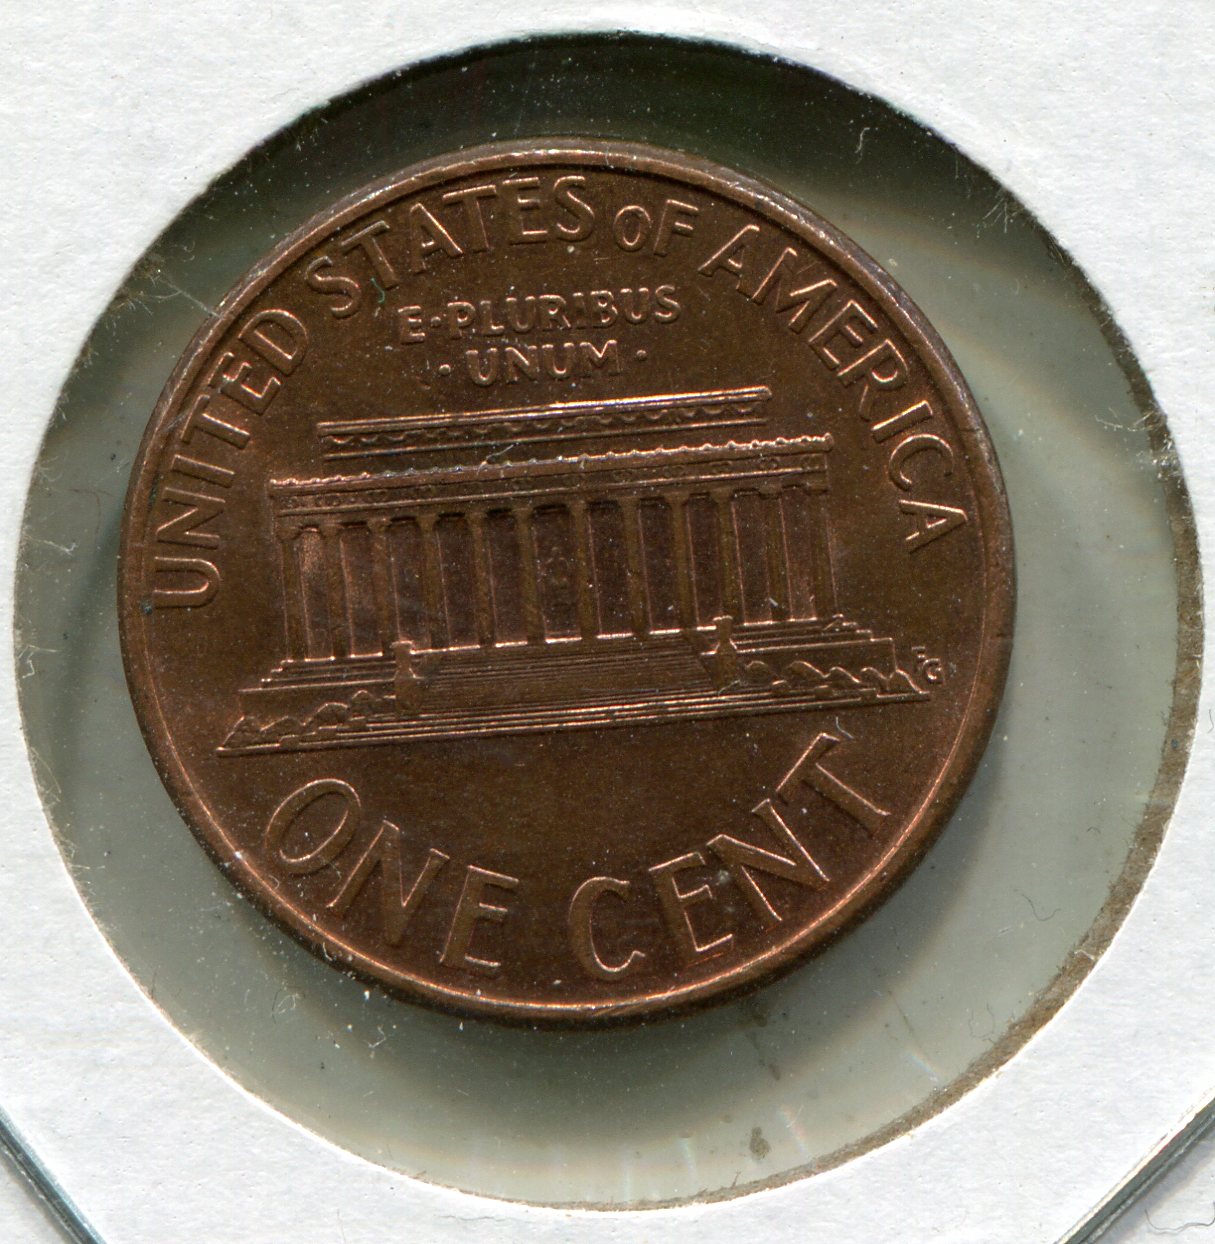 UNITED STATES OF AMERICA
E·PLURIBUS
·UNUM·
FG
ONE CENT